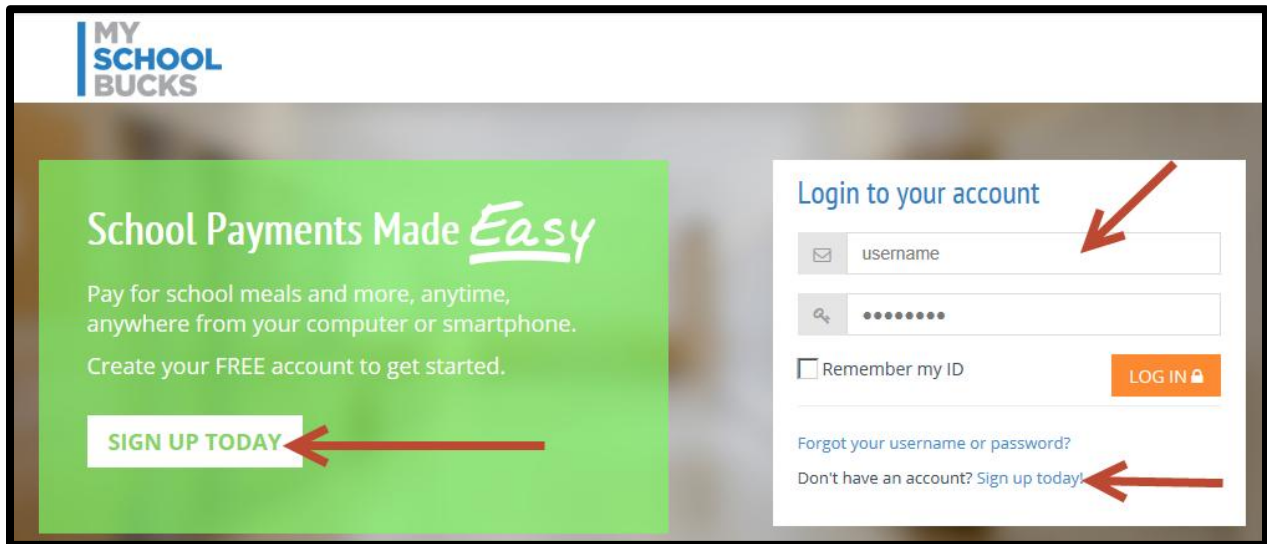 MY
SCHOOL
BUCKS
School Payments Made Easy
Pay for school meals and more, anytime,
anywhere from your computer or smartphone.
Create your FREE account to get started.
SIGN UP TODAY
Login to your account
username
••••••••
Remember my ID
LOG IN
Forgot your username or password?
Don't have an account? Sign up today!